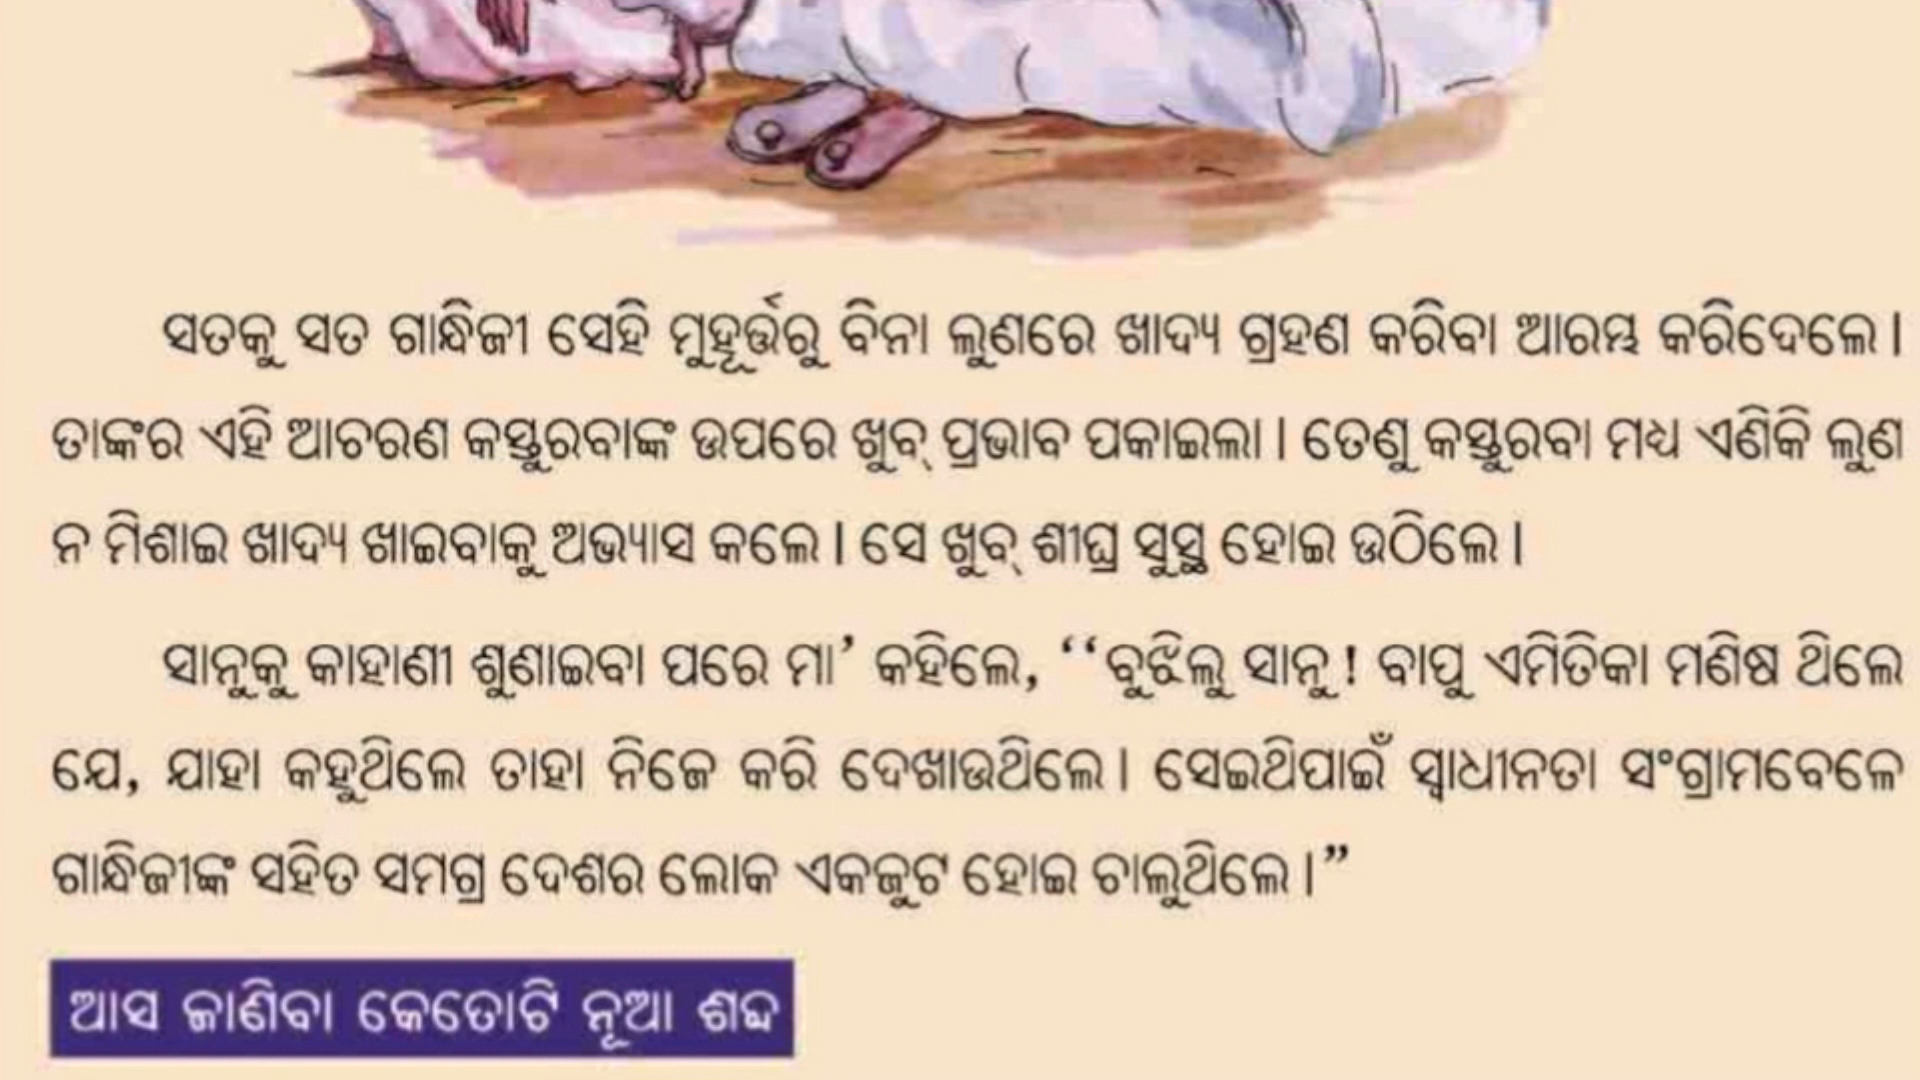 ସତକୁ ସତ ଗାନ୍ଧିଜୀ ସେହି ମୁହୂର୍ତ୍ତରୁ ବିନା ଲୁଣରେ ଖାଦ୍ୟ ଗ୍ରହଣ କରିବା ଆରମ୍ଭ କରିଦେଲେ।
ତାଙ୍କର ଏହି ଆଚରଣ କସ୍ତୁରବାଙ୍କ ଉପରେ ଖୁବ୍ ପ୍ରଭାବ ପକାଇଲା। ତେଣୁ କସ୍ତୁରବା ମଧ୍ୟ ଏଣିକି ଲୁଣ
ନ ମିଶାଇ ଖାଦ୍ୟ ଖାଇବାକୁ ଅଭ୍ୟାସ କଲେ। ସେ ଖୁବ୍ ଶୀଘ୍ର ସୁସ୍ଥ ହୋଇ ଉଠିଲେ।
ସାନୁକୁ କାହାଣୀ ଶୁଣାଇବା ପରେ ମା’ କହିଲେ, ‘‘ବୁଝିଲୁ ସାନୁ! ବାପୁ ଏମିତିକା ମଣିଷ ଥିଲେ
ଯେ, ଯାହା କହୁଥିଲେ ତାହା ନିଜେ କରି ଦେଖାଉଥିଲେ। ସେଇଥିପାଇଁ ସ୍ୱାଧୀନତା ସଂଗ୍ରାମବେଳେ
ଗାନ୍ଧିଜୀଙ୍କ ସହିତ ସମଗ୍ର ଦେଶର ଲୋକ ଏକଜୁଟ ହୋଇ ଚାଲୁଥିଲେ।”
ଆସ ଜାଣିବା କେତୋଟି ନୂଆ ଶବ୍ଦ